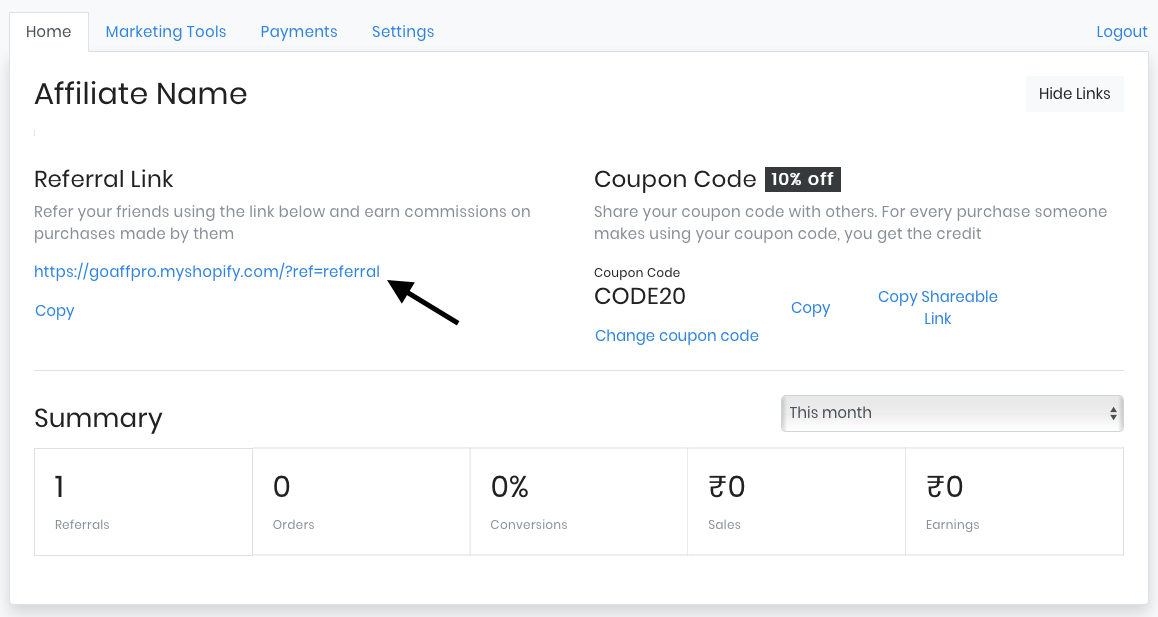 Home Marketing Tools Payments Settings Logout
Affiliate Name Hide Links
Referral Link
Refer your friends using the link below and earn commissions on
purchases made by them
https://goaffpro.myshopify.com/?ref=referral
Copy
Coupon Code 10% off
Share your coupon code with others. For every purchase someone
makes using your coupon code, you get the credit
Coupon Code
CODE20
Copy
Copy Shareable
Link
Change coupon code
Summary This month
1 0 0% ₹0 ₹0
Referrals Orders Conversions Sales Earnings